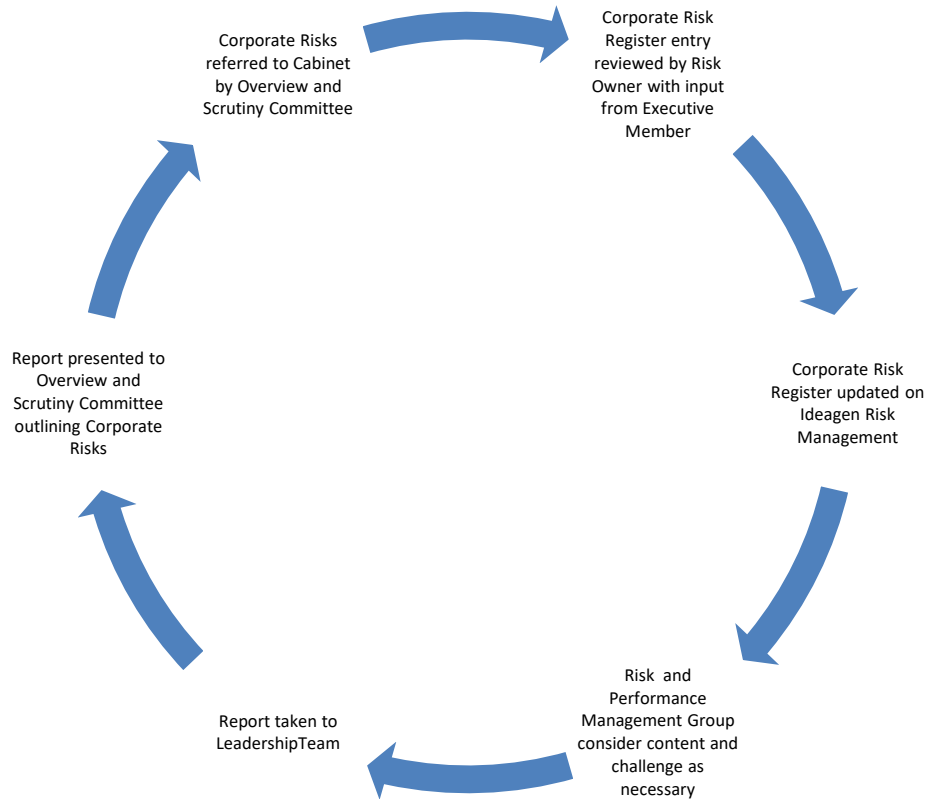 Corporate Risks
referred to Cabinet
by Overview and
Scrutiny Committee
Corporate Risk
Register entry
reviewed by Risk
Owner with input
from Executive
Member
Corporate Risk
Register updated on
Ideagen Risk
Management
Risk and
Performance
Management Group
consider content and
challenge as
necessary
Report taken to
LeadershipTeam
Report presented to
Overview and
Scrutiny Committee
outlining Corporate
Risks